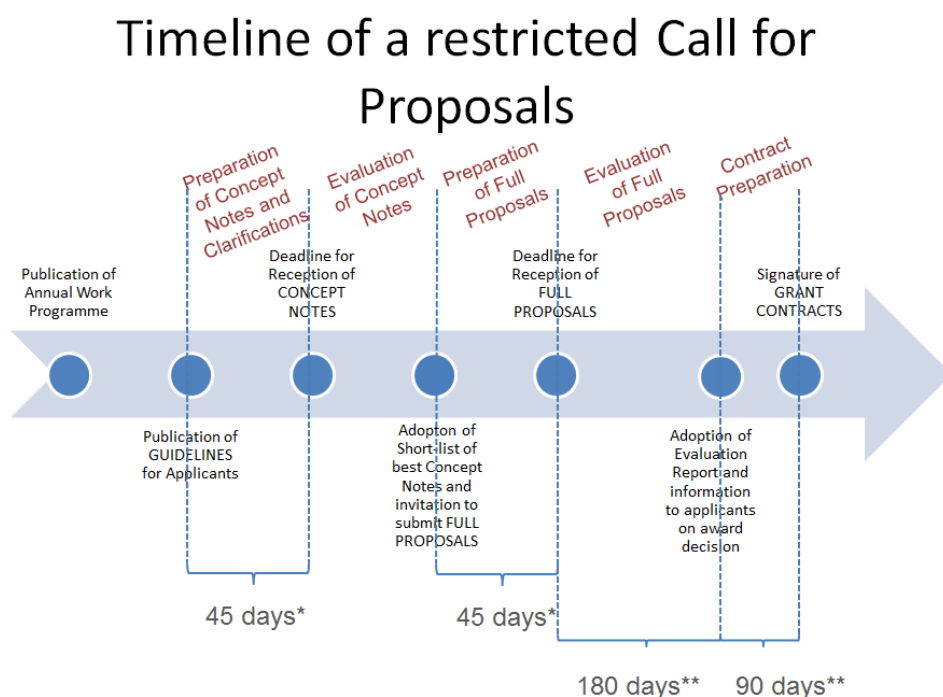 Timeline of a restricted Call for
Proposals
Preparation
of Concept
Notes and
Clarifications
Evaluation
of Concept
Notes
Preparation
of Full
Proposals
Evaluation
of Full
Proposals
Contract
Preparation
Publication of
Annual Work
Programme
Deadline for
Reception of
CONCEPT
NOTES
Deadline for
Reception of
FULL
PROPOSALS
Signature of
GRANT
CONTRACTS
Publication of
GUIDELINES
for Applicants
Adopton of
Short-list of
best Concept
Notes and
invitation to
submit FULL
PROPOSALS
Adoption of
Evaluation
Report and
information
to applicants
on award
decision
45 days*
45 days*
180 days**
90 days**